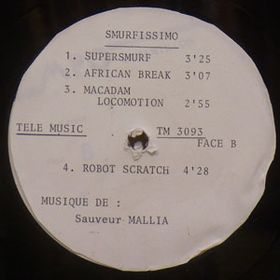 SMURFISSIMO
1. SUPERSMURF 3'25
2. AFRICAN BREAK 3'07
3. MACADAM
LOCOMOTION 2'55
TELE MUSIC TM 3093
FACE B
4. ROBOT SCRATCH 4'28
MUSIQUE DE :
Sauveur MALLIA